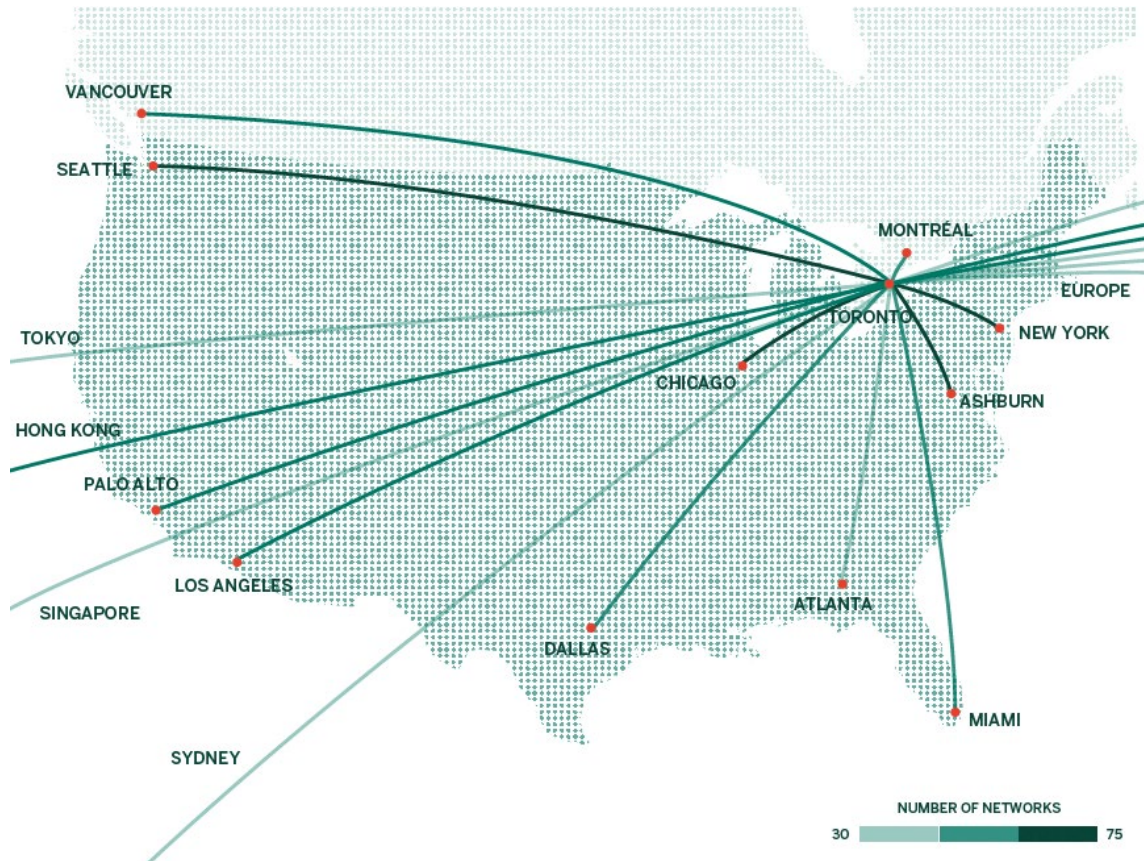 VANCOUVER
SEATTLE
MONTRÉAL
EUROPE
TORONTO
NEW YORK
TOKYO
CHICAGO
ASHBURN
HONG KONG
PALO ALTO
LOS ANGELES
SINGAPORE
ATLANTA
DALLAS
MIAMI
SYDNEY
NUMBER OF NETWORKS
30 75